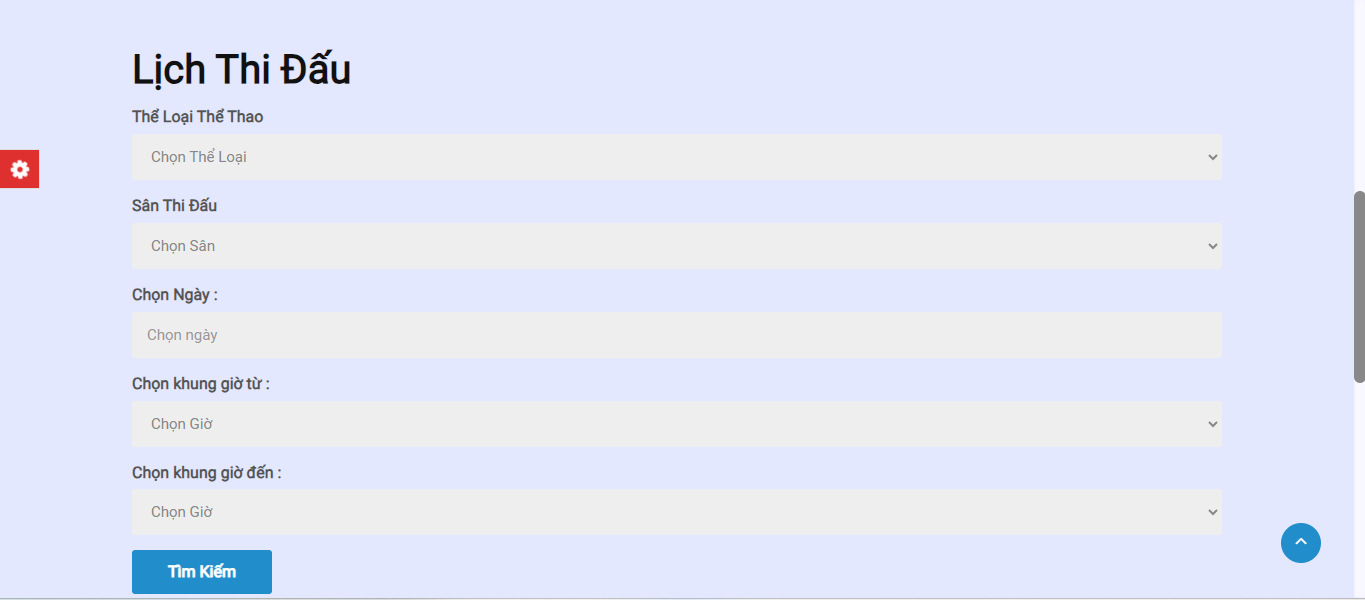 Lịch Thi Đấu
Thể Loại Thể Thao
Chọn Thể Loại
Sân Thi Đấu
Chọn Sân
Chọn Ngày :
Chọn ngày
Chọn khung giờ từ :
Chọn Giờ
Chọn khung giờ đến :
Chọn Giờ
Tìm Kiếm